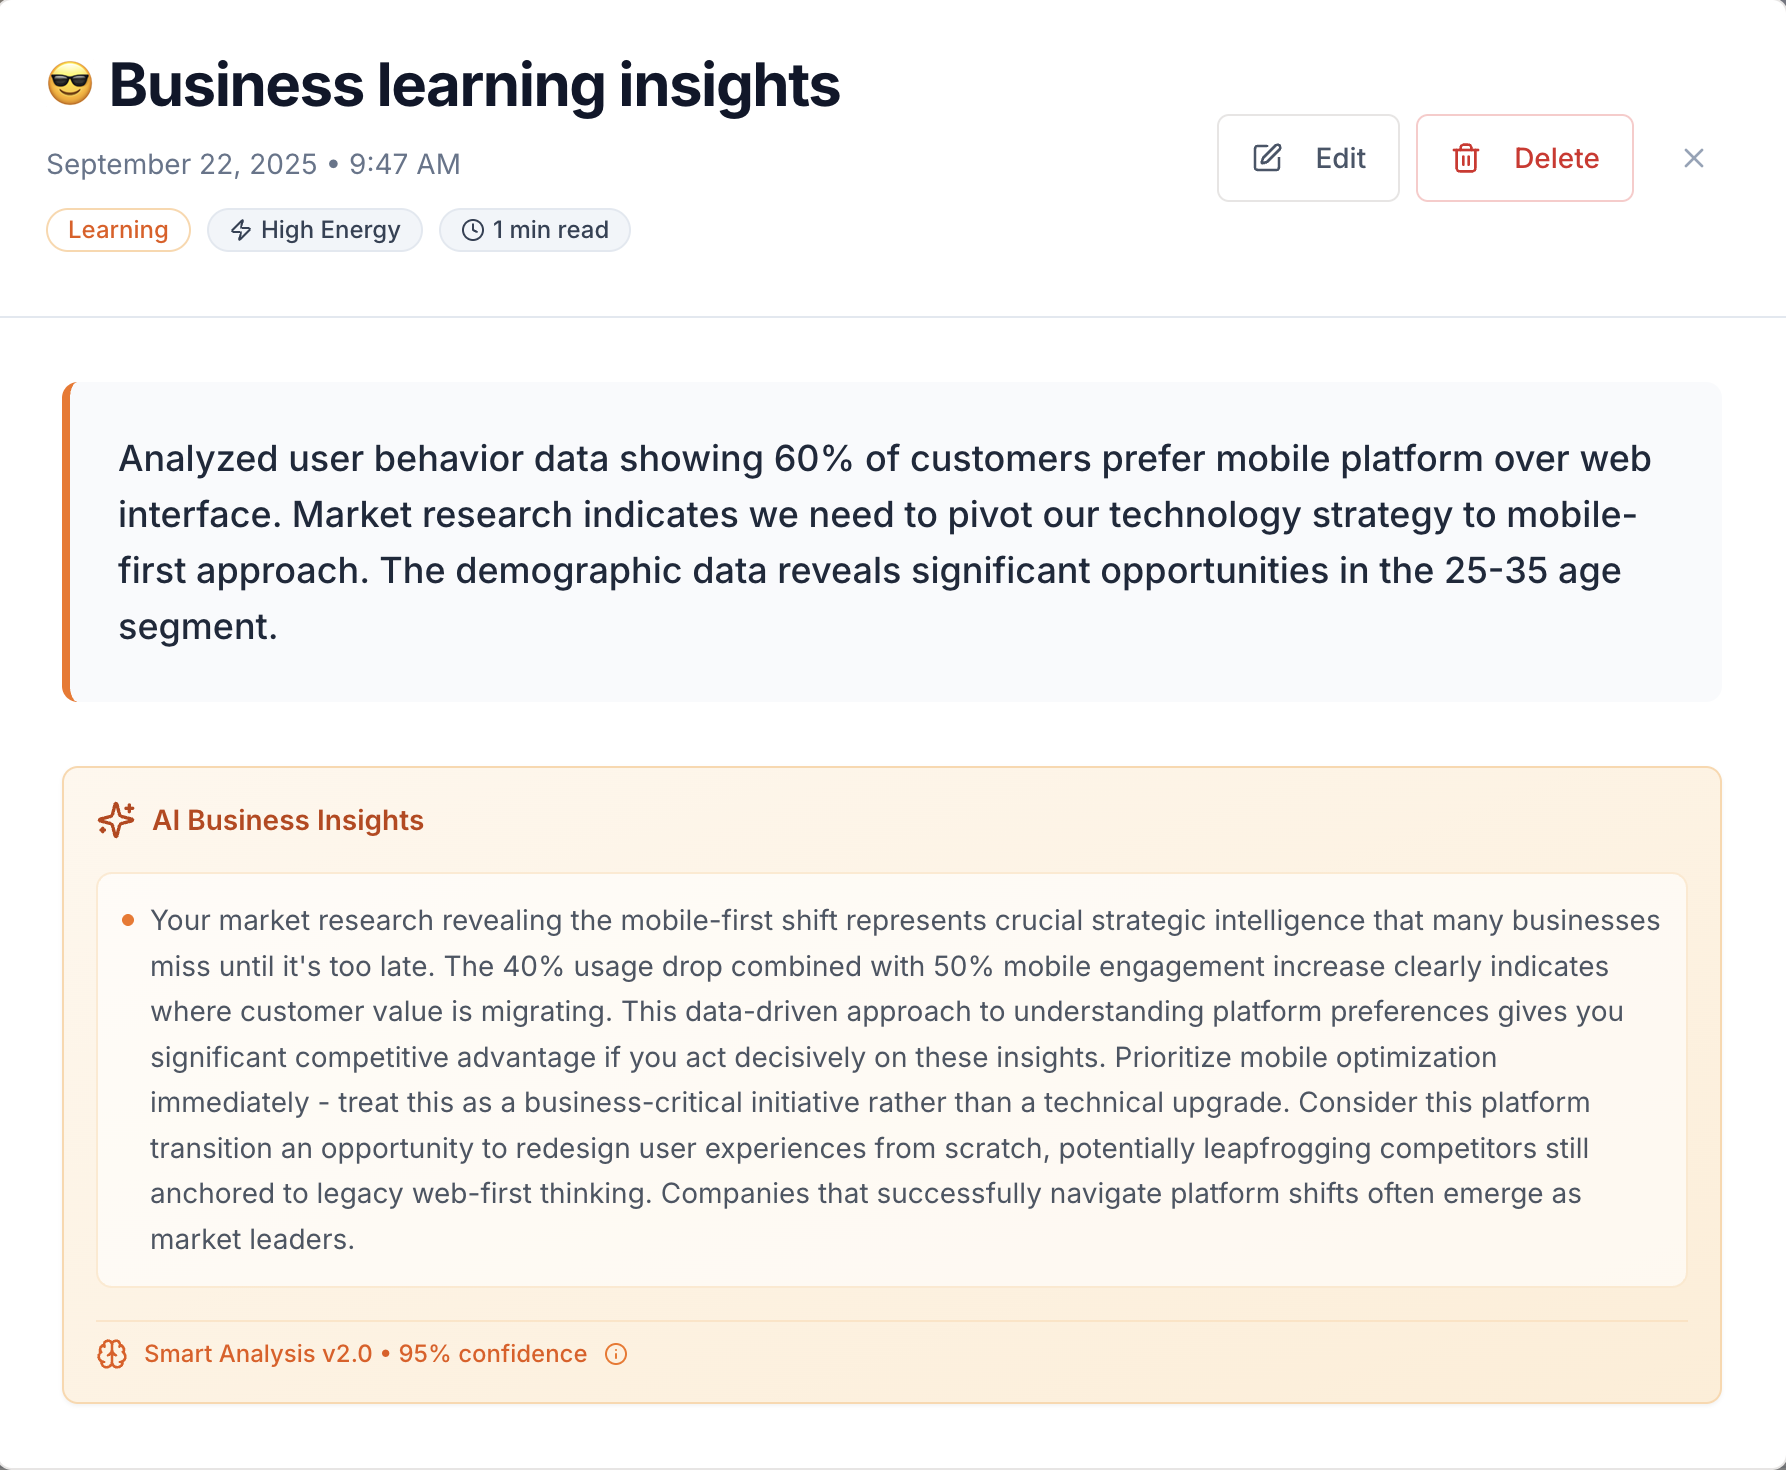 😎 Business learning insights
September 22, 2025 • 9:47 AM
Edit
Delete
Learning
High Energy
1 min read
Analyzed user behavior data showing 60% of customers prefer mobile platform over web
interface. Market research indicates we need to pivot our technology strategy to mobile-
first approach. The demographic data reveals significant opportunities in the 25-35 age
segment.
AI Business Insights
• Your market research revealing the mobile-first shift represents crucial strategic intelligence that many businesses
miss until it's too late. The 40% usage drop combined with 50% mobile engagement increase clearly indicates
where customer value is migrating. This data-driven approach to understanding platform preferences gives you
significant competitive advantage if you act decisively on these insights. Prioritize mobile optimization
immediately - treat this as a business-critical initiative rather than a technical upgrade. Consider this platform
transition an opportunity to redesign user experiences from scratch, potentially leapfrogging competitors still
anchored to legacy web-first thinking. Companies that successfully navigate platform shifts often emerge as
market leaders.
Smart Analysis v2.0 • 95% confidence